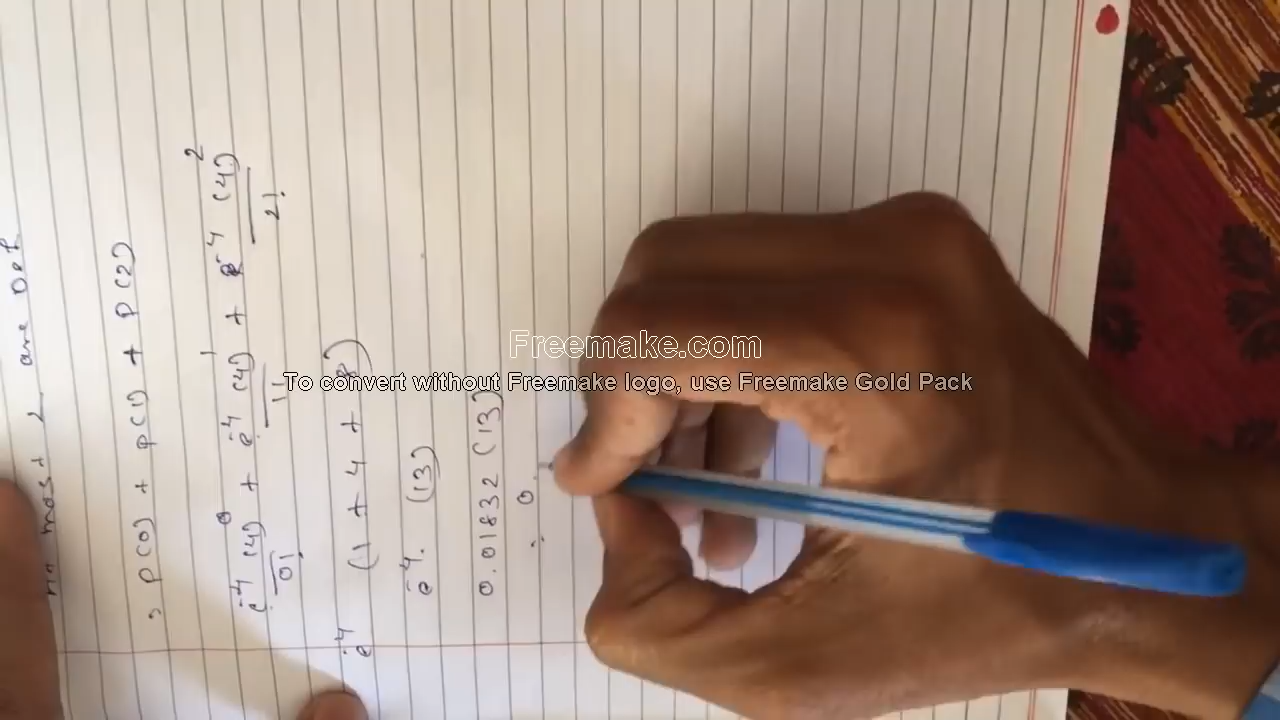 most 2 are Def
, P(0) + P(1) + P(2)
e^-4 (4)^0 / 0! + e^-4 (4)^1 / 1! + e^-4 (4)^2 / 2!
e^-4 (1 + 4 + 8)
e^-4. (13)
0.01832 (13)
: 0.
Freemake.com
To convert without Freemake logo, use Freemake Gold Pack